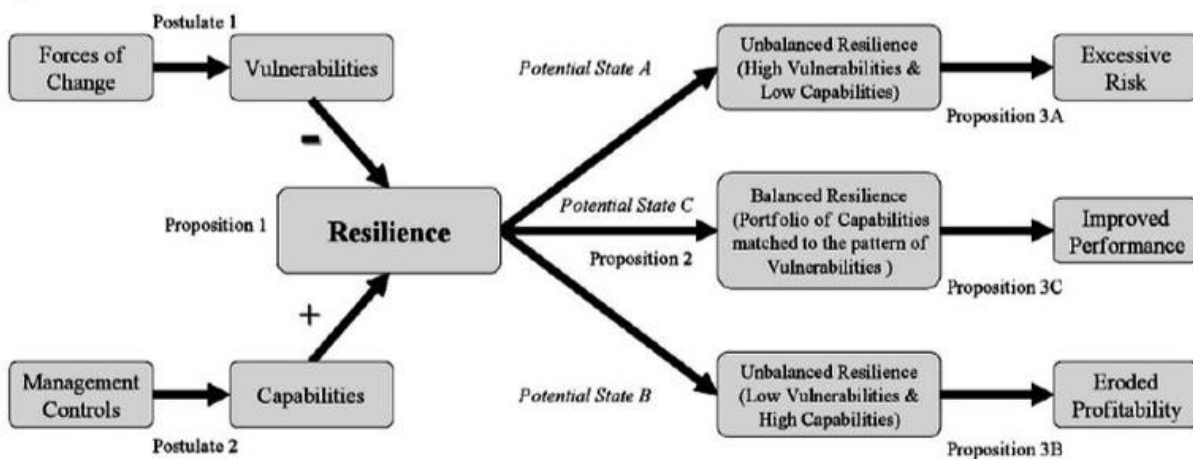 Postulate 1
Forces of
Change
Vulnerabilities
-
Proposition 1
Resilience
+
Management
Controls
Capabilities
Postulate 2
Potential State A
Unbalanced Resilience
(High Vulnerabilities &
Low Capabilities)
Proposition 3A
Excessive
Risk
Potential State C
Proposition 2
Balanced Resilience
(Portfolio of Capabilities
matched to the pattern of
Vulnerabilities )
Proposition 3C
Improved
Performance
Potential State B
Unbalanced Resilience
(Low Vulnerabilities &
High Capabilities)
Proposition 3B
Eroded
Profitability